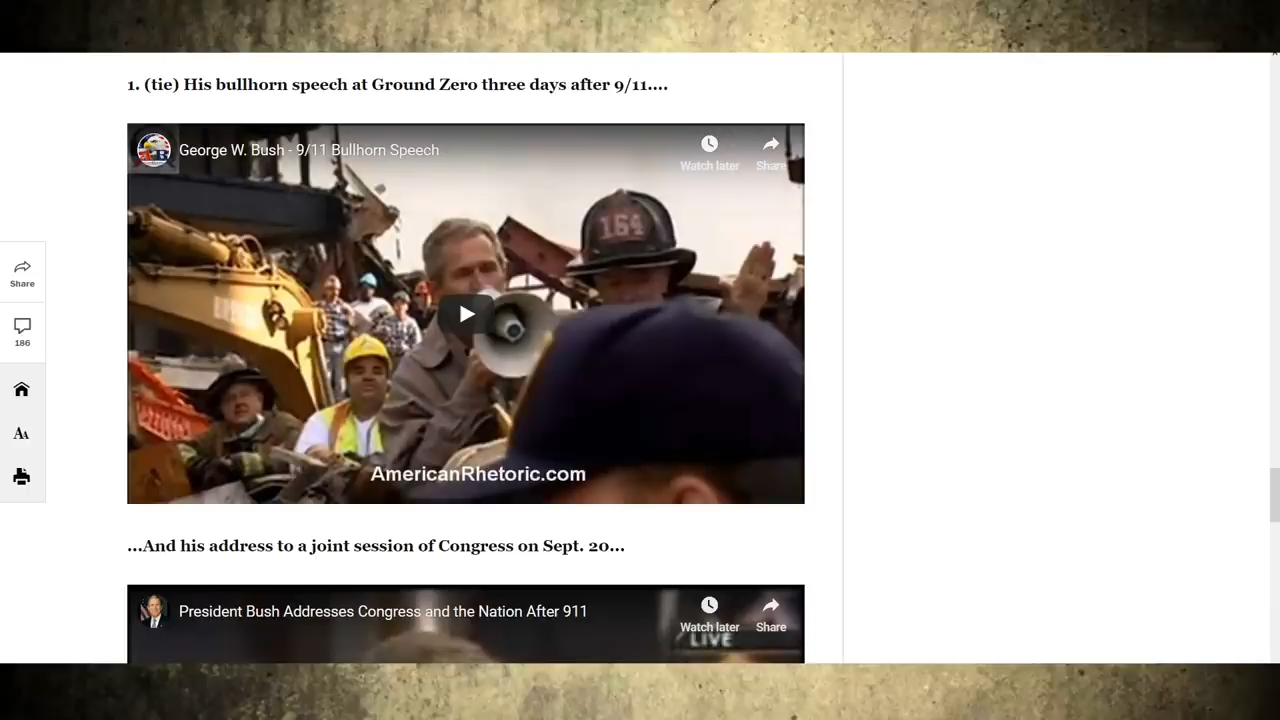 1. (tie) His bullhorn speech at Ground Zero three days after 9/11....
George W. Bush - 9/11 Bullhorn Speech
Watch later
Share
164
Share
186
AA
AmericanRhetoric.com
...And his address to a joint session of Congress on Sept. 20...
President Bush Addresses Congress and the Nation After 911
Watch later
Share
LIVE